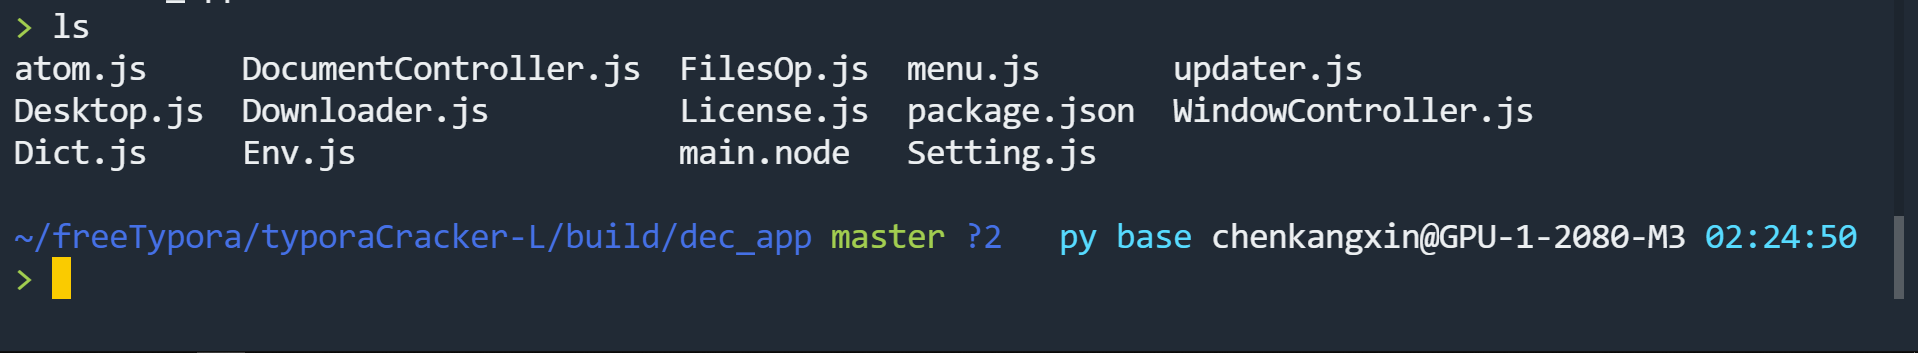 > ls
atom.js     DocumentController.js  FilesOp.js  menu.js       updater.js
Desktop.js  Downloader.js          License.js  package.json  WindowController.js
Dict.js     Env.js                 main.node   Setting.js
~/freeTypora/typoraCracker-L/build/dec_app master ?2   py base chenkangxin@GPU-1-2080-M3 02:24:50
>